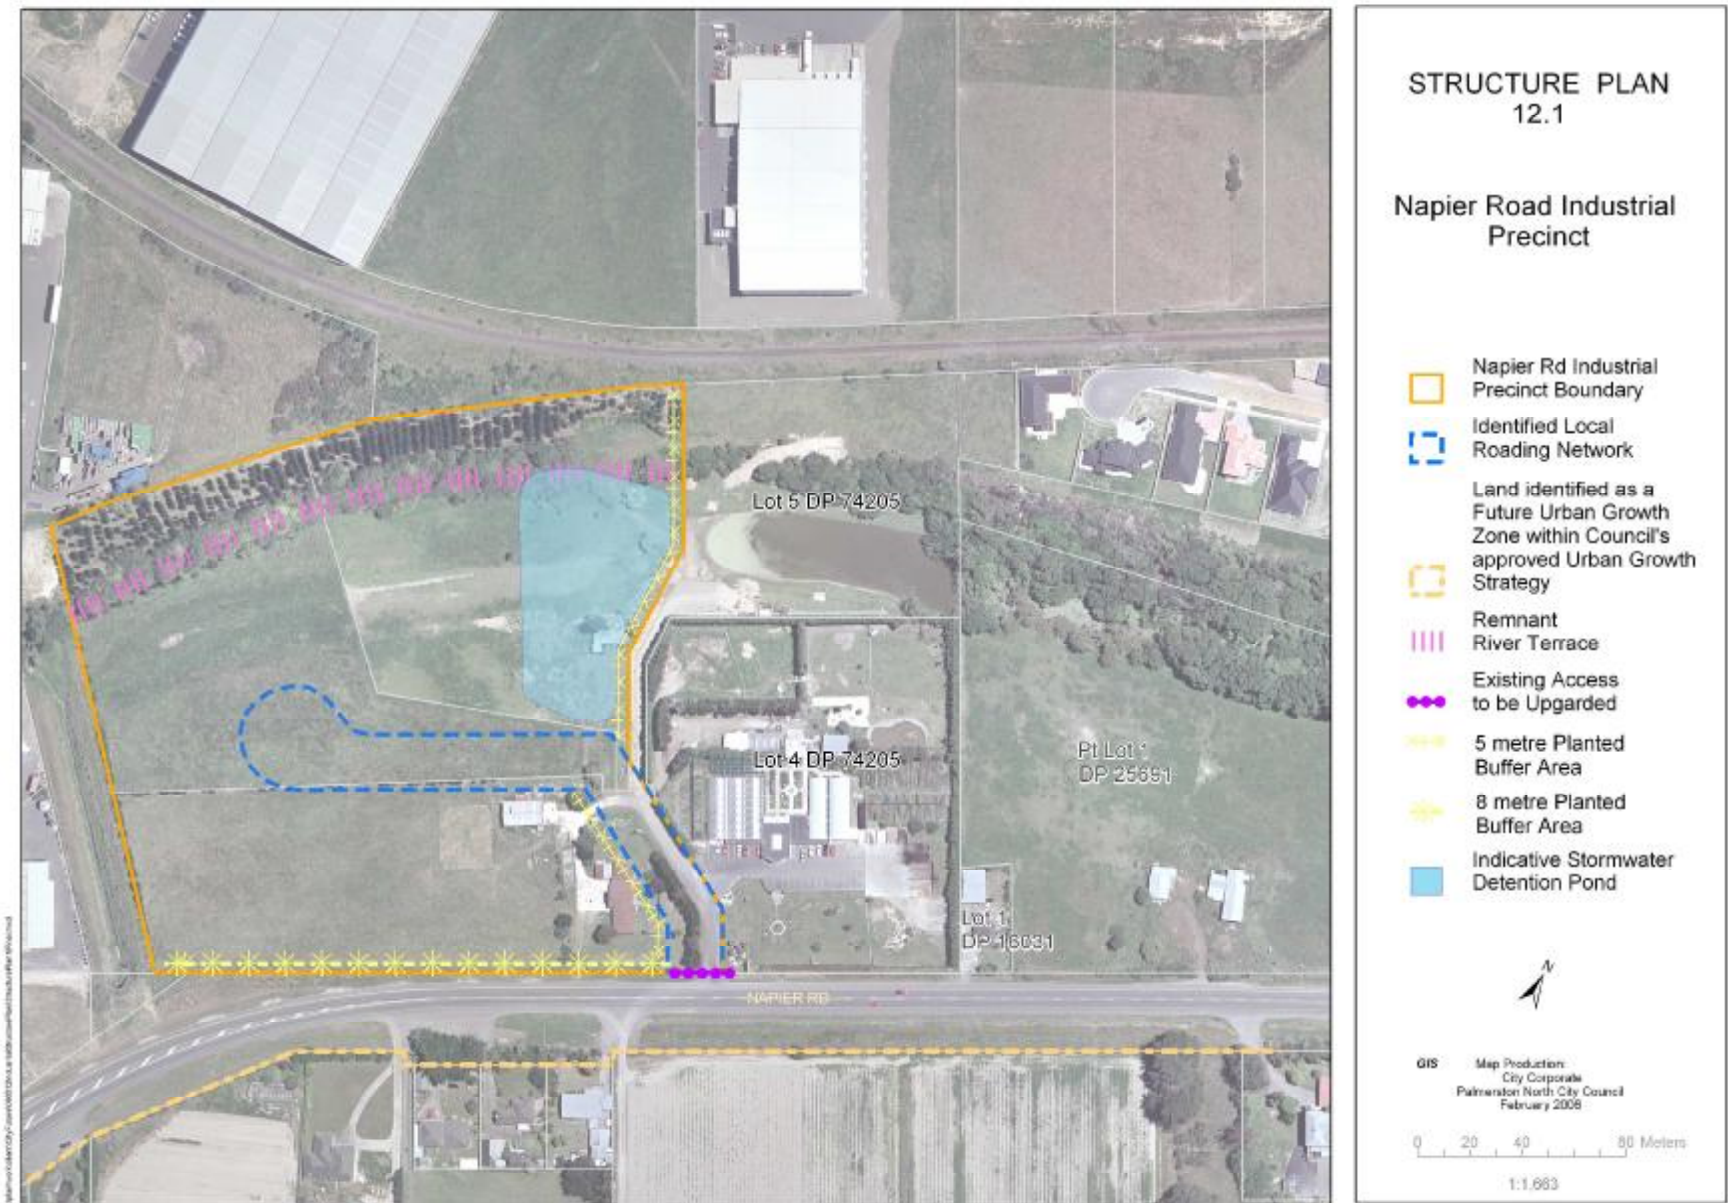 STRUCTURE PLAN
12.1
Napier Road Industrial
Precinct
Napier Rd Industrial
Precinct Boundary
Identified Local
Roading Network
Land identified as a
Future Urban Growth
Zone within Council's
approved Urban Growth
Strategy
Remnant
River Terrace
Existing Access
to be Upgarded
5 metre Planted
Buffer Area
8 metre Planted
Buffer Area
Indicative Stormwater
Detention Pond
N
GIS
Map Production:
City Corporate
Palmerston North City Council
February 2008
0 20 40 80 Meters
1:1,663
Lot 5 DP 74205
Lot 4 DP 74205
Pt Lot 1
DP 25691
Lot 1
DP 16031
NAPIER RD